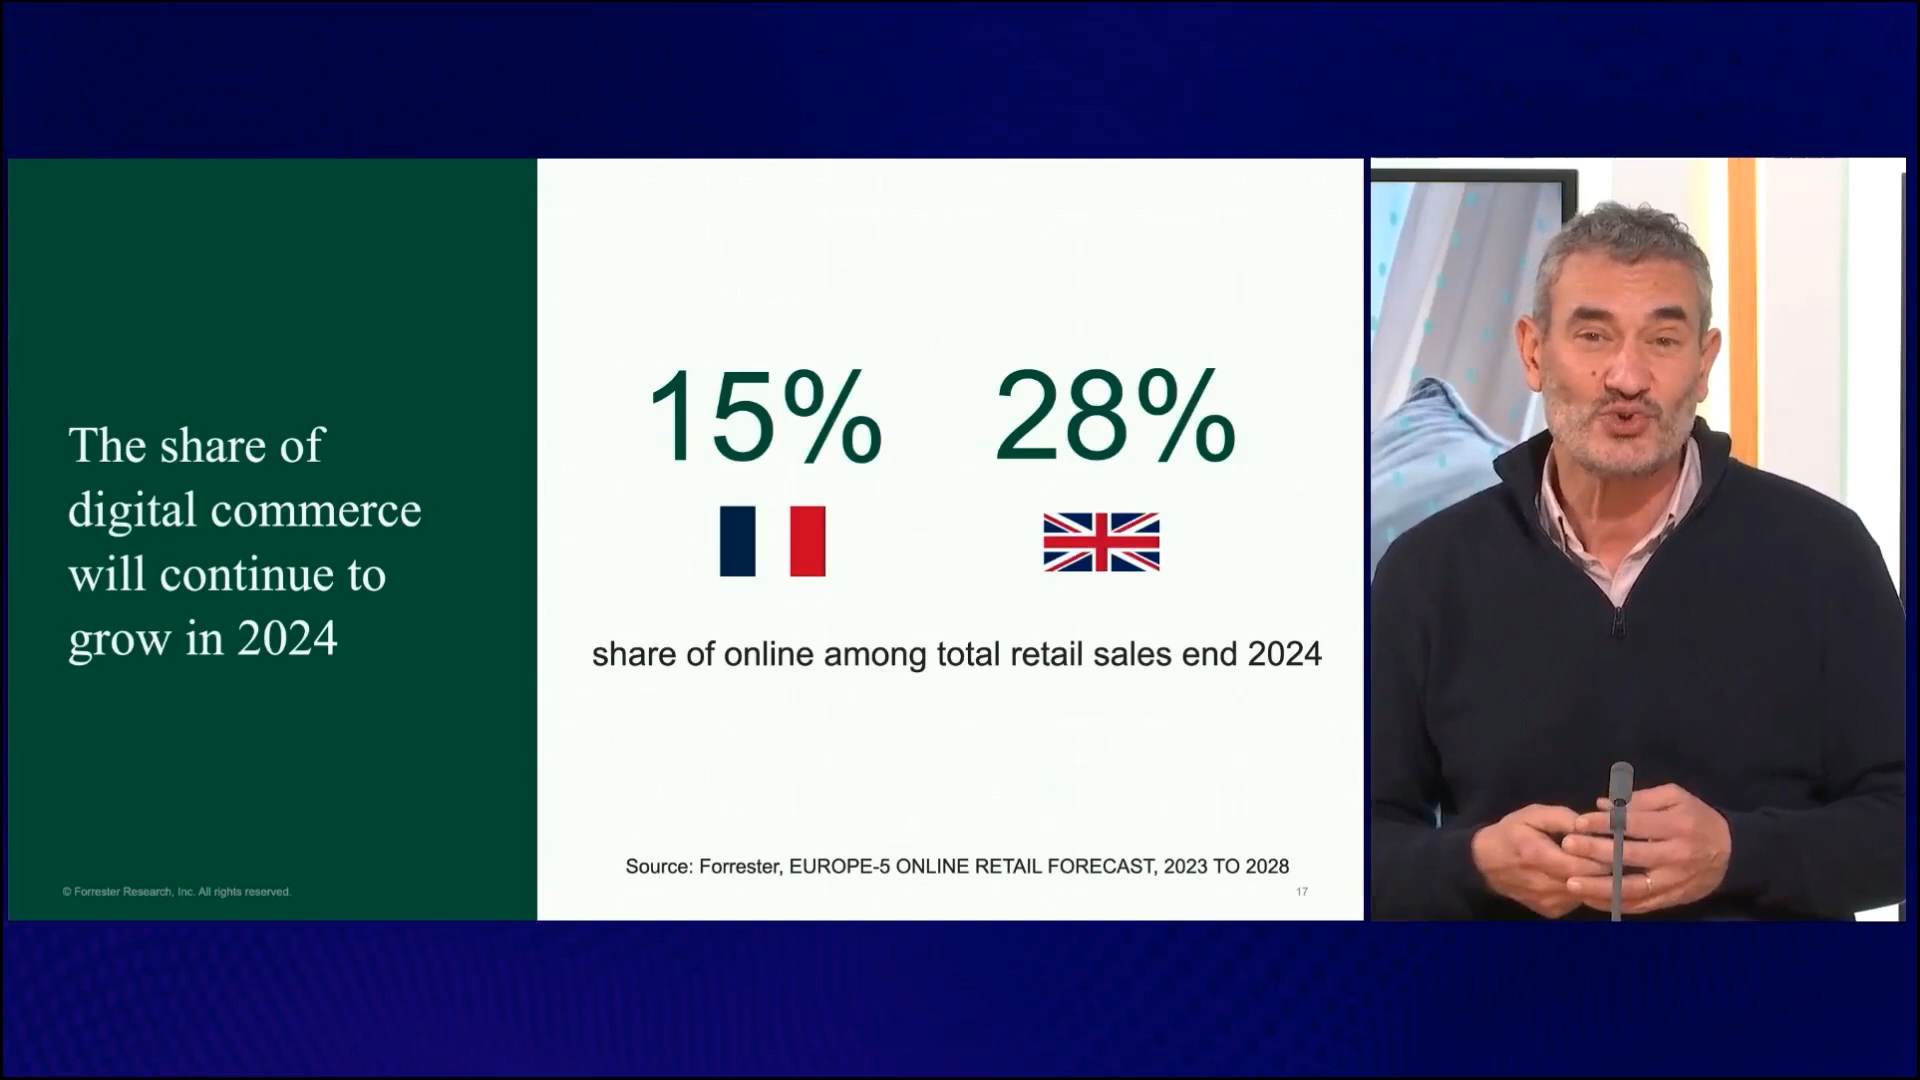 The share of
digital commerce
will continue to
grow in 2024
© Forrester Research, Inc. All rights reserved.
15% 28%
share of online among total retail sales end 2024
Source: Forrester, EUROPE-5 ONLINE RETAIL FORECAST, 2023 TO 2028
17